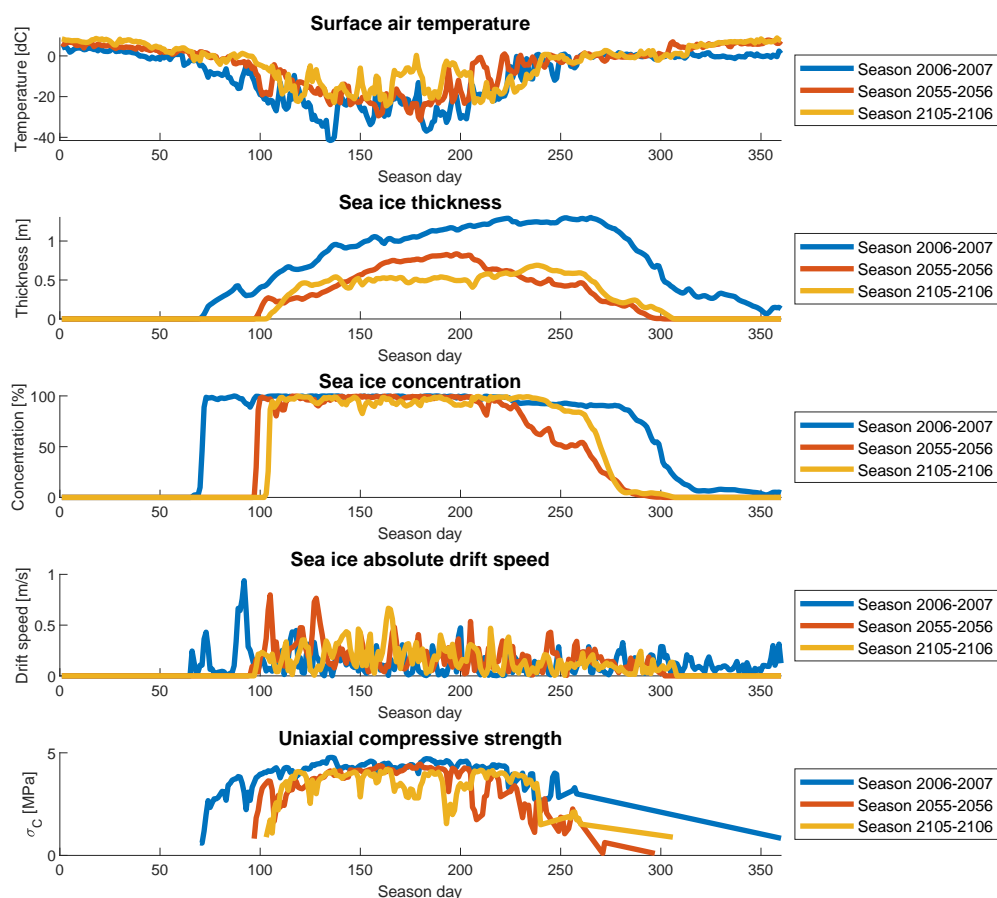 Surface air temperature
Temperature [dC]
0
-20
-40
0 50 100 150 200 250 300 350
Season day
Season 2006-2007
Season 2055-2056
Season 2105-2106
Sea ice thickness
Thickness [m]
1
0.5
0
0 50 100 150 200 250 300 350
Season day
Season 2006-2007
Season 2055-2056
Season 2105-2106
Sea ice concentration
Concentration [%]
100
50
0
0 50 100 150 200 250 300 350
Season day
Season 2006-2007
Season 2055-2056
Season 2105-2106
Sea ice absolute drift speed
Drift speed [m/s]
1
0.5
0
0 50 100 150 200 250 300 350
Season day
Season 2006-2007
Season 2055-2056
Season 2105-2106
Uniaxial compressive strength
σC [MPa]
5
0
0 50 100 150 200 250 300 350
Season day
Season 2006-2007
Season 2055-2056
Season 2105-2106